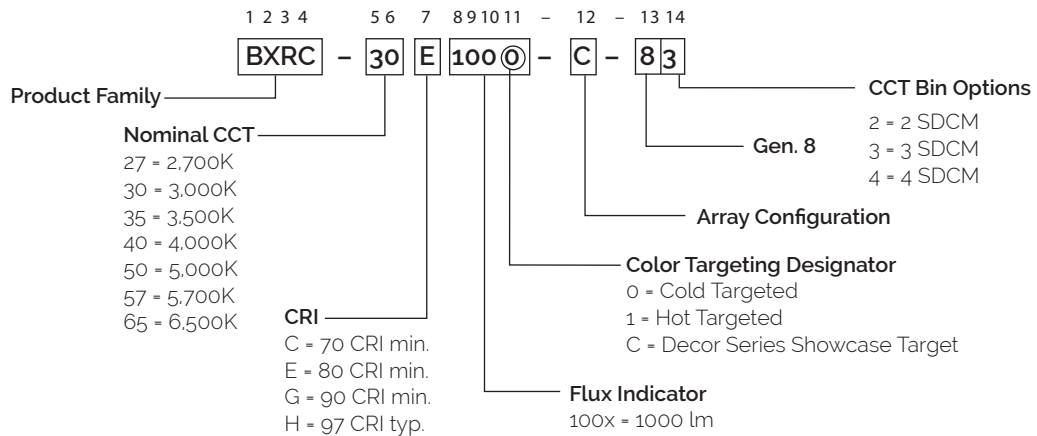 1 2 3 4 5 6 7 8 9 10 11 – 12 – 13 14
BXRC – 30 E 100 0 – C – 8 3
Product Family
CCT Bin Options
2 = 2 SDCM
3 = 3 SDCM
4 = 4 SDCM
Nominal CCT
27 = 2,700K
30 = 3,000K
35 = 3,500K
40 = 4,000K
50 = 5,000K
57 = 5,700K
65 = 6,500K
Gen. 8
Array Configuration
Color Targeting Designator
0 = Cold Targeted
1 = Hot Targeted
C = Decor Series Showcase Target
CRI
C = 70 CRI min.
E = 80 CRI min.
G = 90 CRI min.
H = 97 CRI typ.
Flux Indicator
100x = 1000 lm